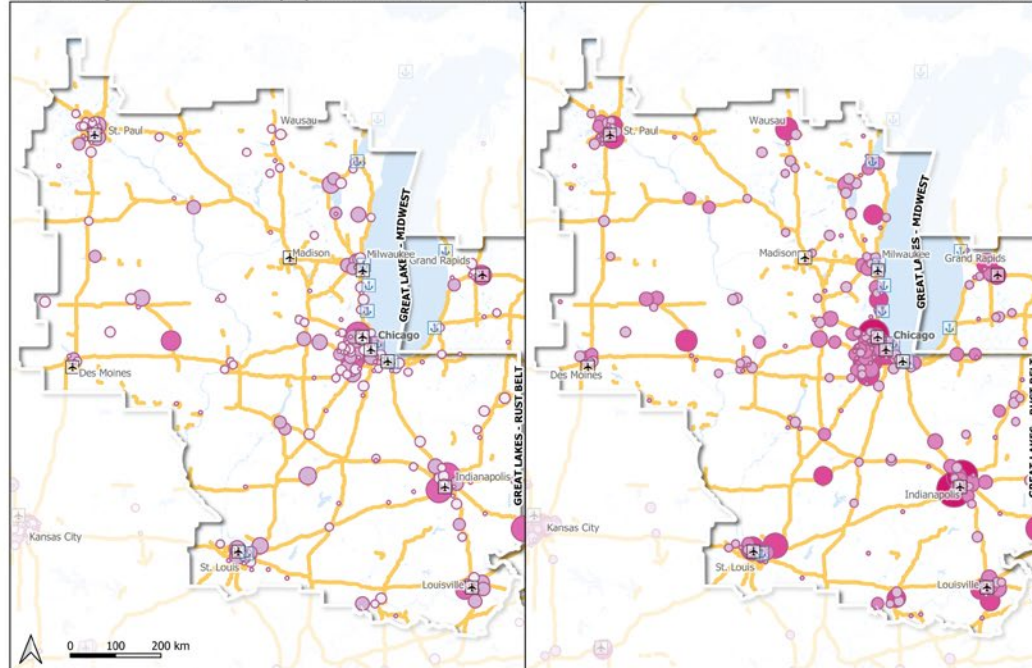 Wausau
St. Paul
Madison
Milwaukee
Grand Rapids
GREAT LAKES - MIDWEST
Chicago
Des Moines
GREAT LAKES - RUST BELT
Indianapolis
Kansas City
St. Louis
Louisville
0 100 200 km
Wausau
St. Paul
Madison
Milwaukee
Grand Rapids
GREAT LAKES - MIDWEST
Chicago
Des Moines
Indianapolis
Kansas City
St. Louis
Louisville